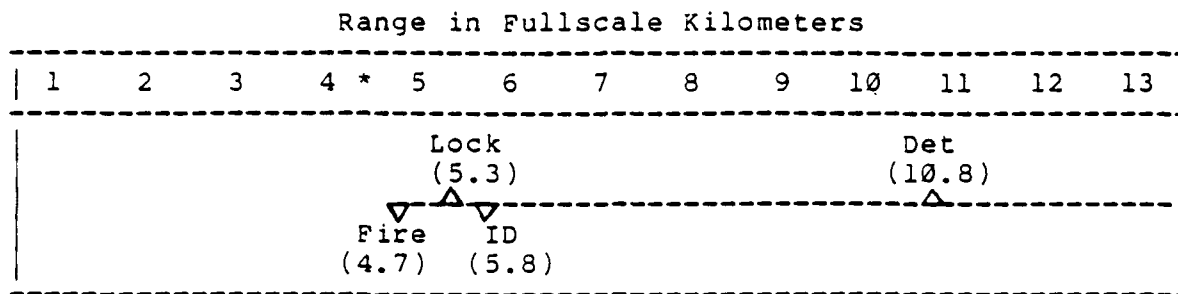 Range in Fullscale Kilometers
1 2 3 4 * 5 6 7 8 9 10 11 12 13
Lock Det
(5.3) (10.8)
Fire ID
(4.7) (5.8)